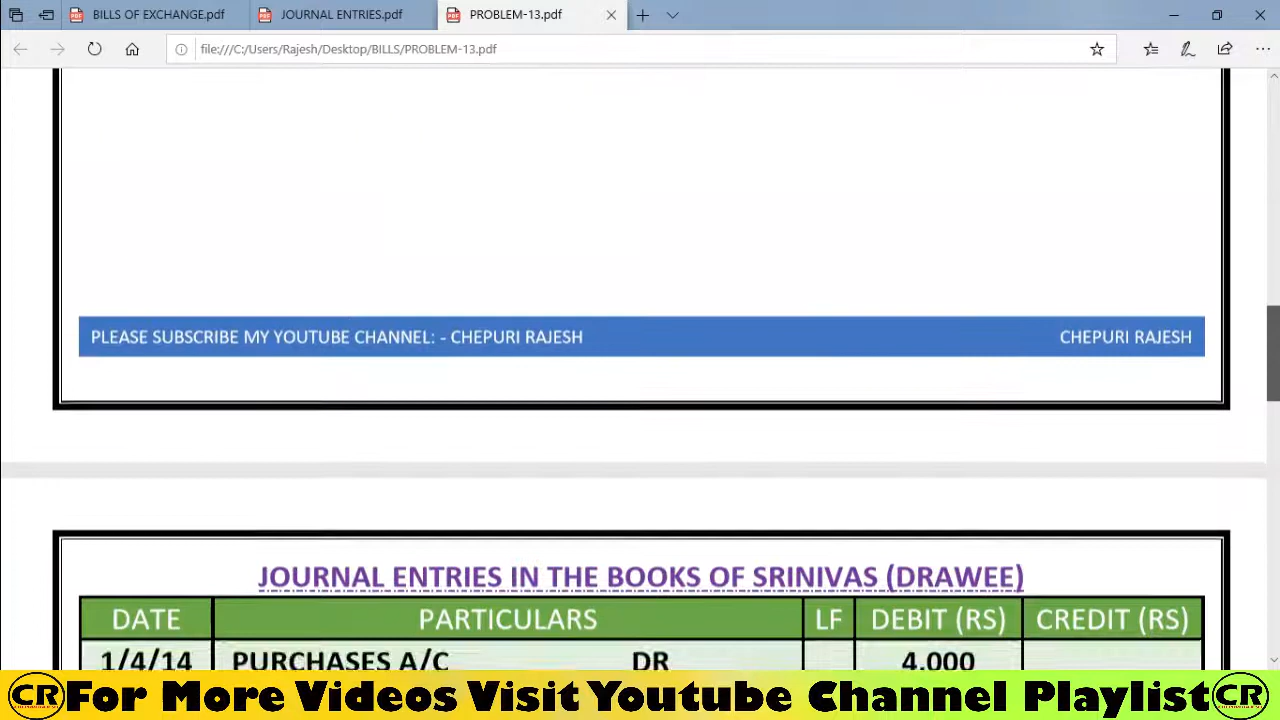 BILLS OF EXCHANGE.pdf JOURNAL ENTRIES.pdf PROBLEM-13.pdf
file:///C:/Users/Rajesh/Desktop/BILLS/PROBLEM-13.pdf
PLEASE SUBSCRIBE MY YOUTUBE CHANNEL: - CHEPURI RAJESH CHEPURI RAJESH
JOURNAL ENTRIES IN THE BOOKS OF SRINIVAS (DRAWEE)
DATE PARTICULARS LF DEBIT (RS) CREDIT (RS)
1/4/14 PURCHASES A/C DR 4,000
CR For More Videos Visit Youtube Channel Playlist CR